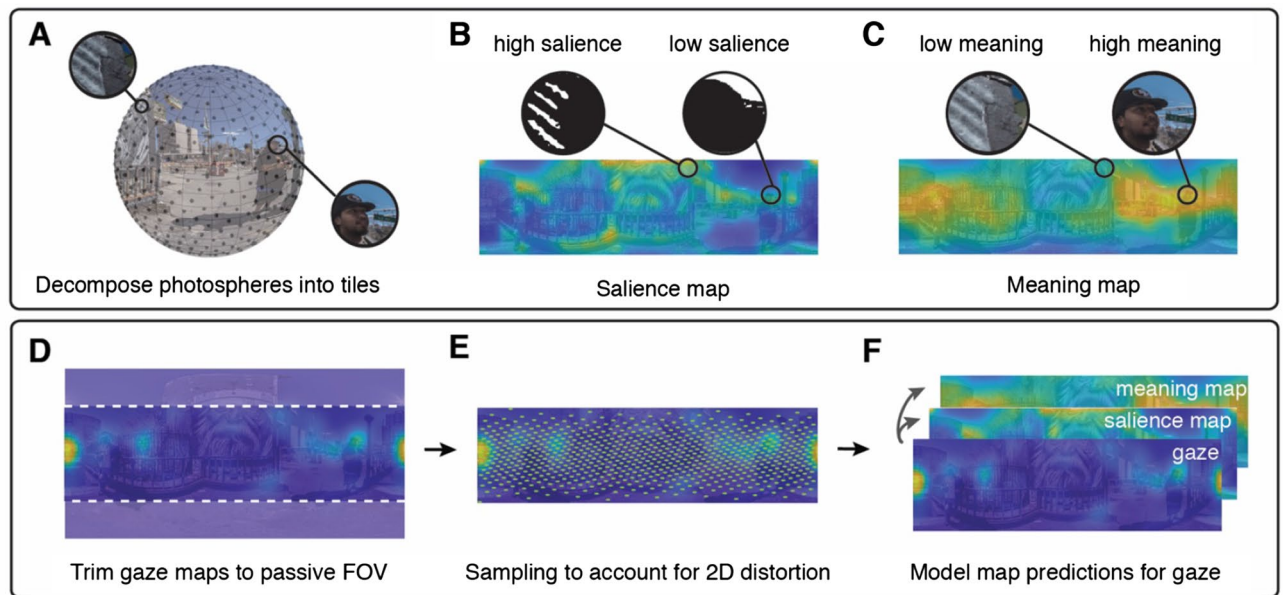 A
B
high salience
low salience
C
low meaning
high meaning
Decompose photospheres into tiles
Salience map
Meaning map
D
E
F
meaning map
salience map
gaze
Trim gaze maps to passive FOV
Sampling to account for 2D distortion
Model map predictions for gaze